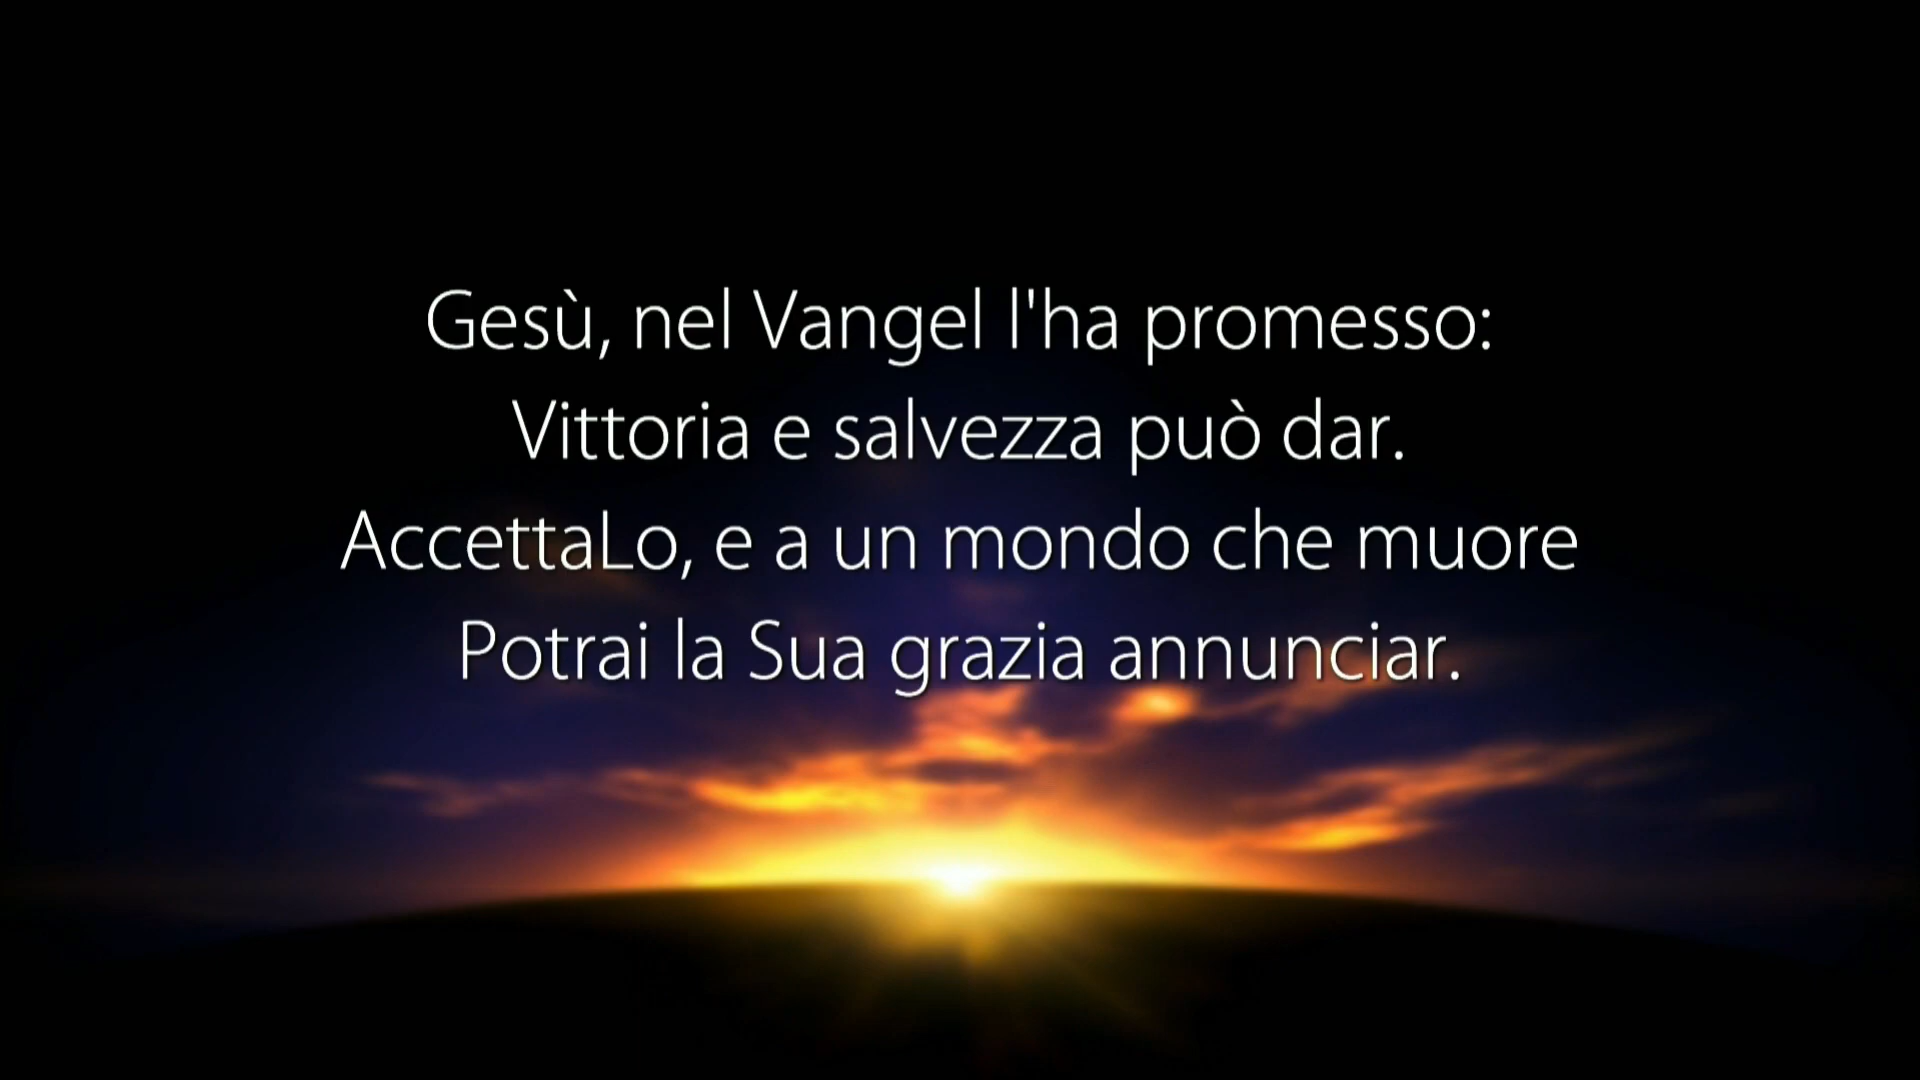 Gesù, nel Vangel l'ha promesso:
Vittoria e salvezza può dar.
AccettaLo, e a un mondo che muore
Potrai la Sua grazia annunciar.